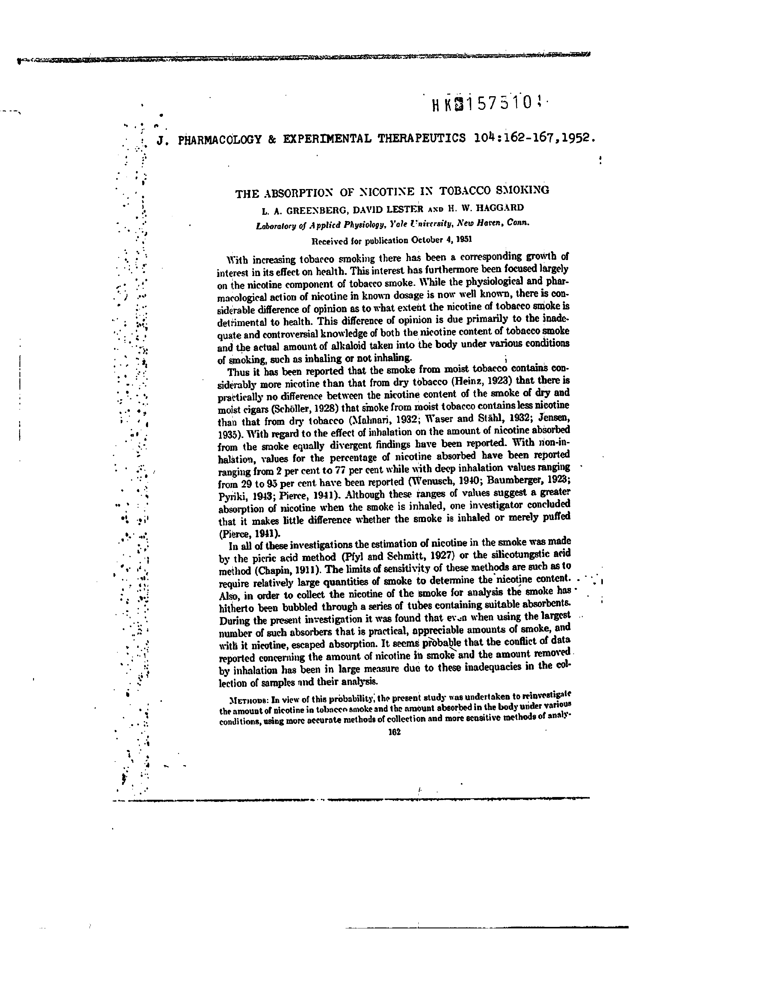 HK 1575101
J. PHARMACOLOGY & EXPERIMENTAL THERAPEUTICS 104:162-167,1952.
THE ABSORPTION OF NICOTINE IN TOBACCO SMOKING
L. A. GREENBERG, DAVID LESTER AND H. W. HAGGARD
Laboratory of Applied Physiology, Yale University, New Haven, Conn.
Received for publication October 4, 1951
With increasing tobacco smoking there has been a corresponding growth of
interest in its effect on health. This interest has furthermore been focused largely
on the nicotine component of tobacco smoke. While the physiological and phar-
macological action of nicotine in known dosage is now well known, there is con-
siderable difference of opinion as to what extent the nicotine of tobacco smoke is
detrimental to health. This difference of opinion is due primarily to the inade-
quate and controversial knowledge of both the nicotine content of tobacco smoke
and the actual amount of alkaloid taken into the body under various conditions
of smoking, such as inhaling or not inhaling.
Thus it has been reported that the smoke from moist tobacco contains con-
siderably more nicotine than that from dry tobacco (Heinz, 1923) that there is
practically no difference between the nicotine content of the smoke of dry and
moist cigars (Schöller, 1928) that smoke from moist tobacco contains less nicotine
than that from dry tobacco (Malmari, 1932; Waser and Stähl, 1932; Jensen,
1935). With regard to the effect of inhalation on the amount of nicotine absorbed
from the smoke equally divergent findings have been reported. With non-in-
halation, values for the percentage of nicotine absorbed have been reported
ranging from 2 per cent to 77 per cent while with deep inhalation values ranging
from 29 to 95 per cent have been reported (Wenusch, 1940; Baumberger, 1923;
Pyriki, 1943; Pierce, 1941). Although these ranges of values suggest a greater
absorption of nicotine when the smoke is inhaled, one investigator concluded
that it makes little difference whether the smoke is inhaled or merely puffed
(Pierce, 1941).
In all of these investigations the estimation of nicotine in the smoke was made
by the picric acid method (Pfyl and Schmitt, 1927) or the silicotungstic acid
method (Chapin, 1911). The limits of sensitivity of these methods are such as to
require relatively large quantities of smoke to determine the nicotine content.
Also, in order to collect the nicotine of the smoke for analysis the smoke has
hitherto been bubbled through a series of tubes containing suitable absorbents.
During the present investigation it was found that even when using the largest
number of such absorbers that is practical, appreciable amounts of smoke, and
with it nicotine, escaped absorption. It seems probable that the conflict of data
reported concerning the amount of nicotine in smoke and the amount removed
by inhalation has been in large measure due to these inadequacies in the col-
lection of samples and their analysis.
METHODS: In view of this probability, the present study was undertaken to reinvestigate
the amount of nicotine in tobacco smoke and the amount absorbed in the body under various
conditions, using more accurate methods of collection and more sensitive methods of analy-
162